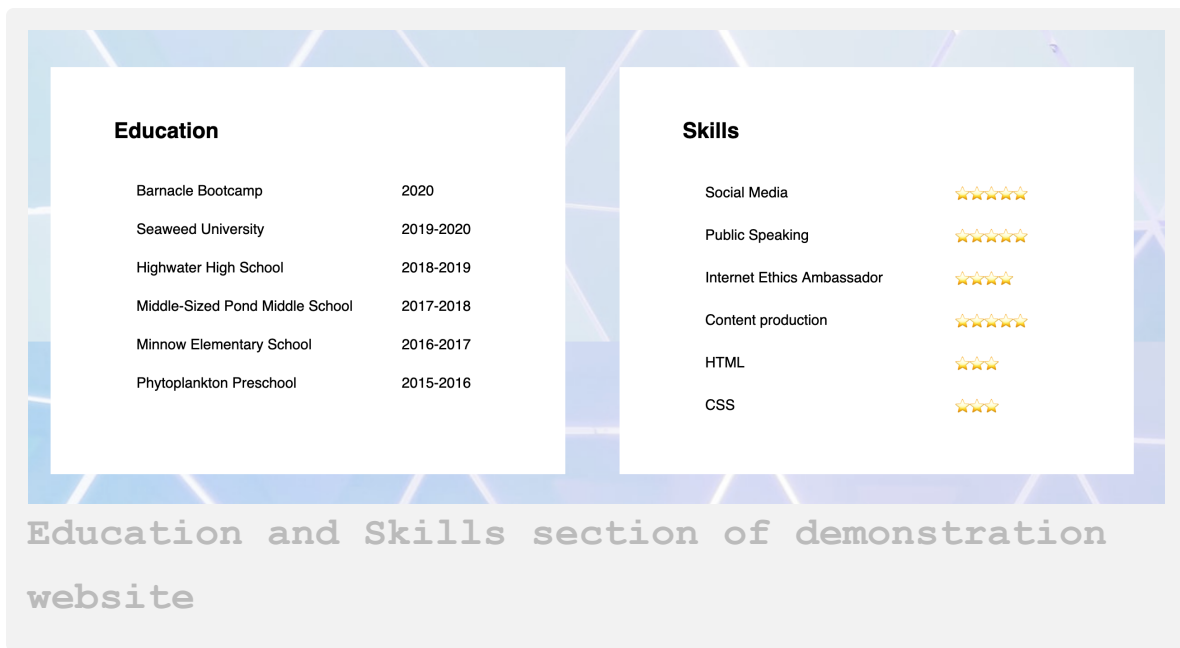 Education
Barnacle Bootcamp 2020
Seaweed University 2019-2020
Highwater High School 2018-2019
Middle-Sized Pond Middle School 2017-2018
Minnow Elementary School 2016-2017
Phytoplankton Preschool 2015-2016
Skills
Social Media ⭐⭐⭐⭐⭐
Public Speaking ⭐⭐⭐⭐⭐
Internet Ethics Ambassador ⭐⭐⭐⭐
Content production ⭐⭐⭐⭐⭐
HTML ⭐⭐⭐
CSS ⭐⭐⭐
Education and Skills section of demonstration
website